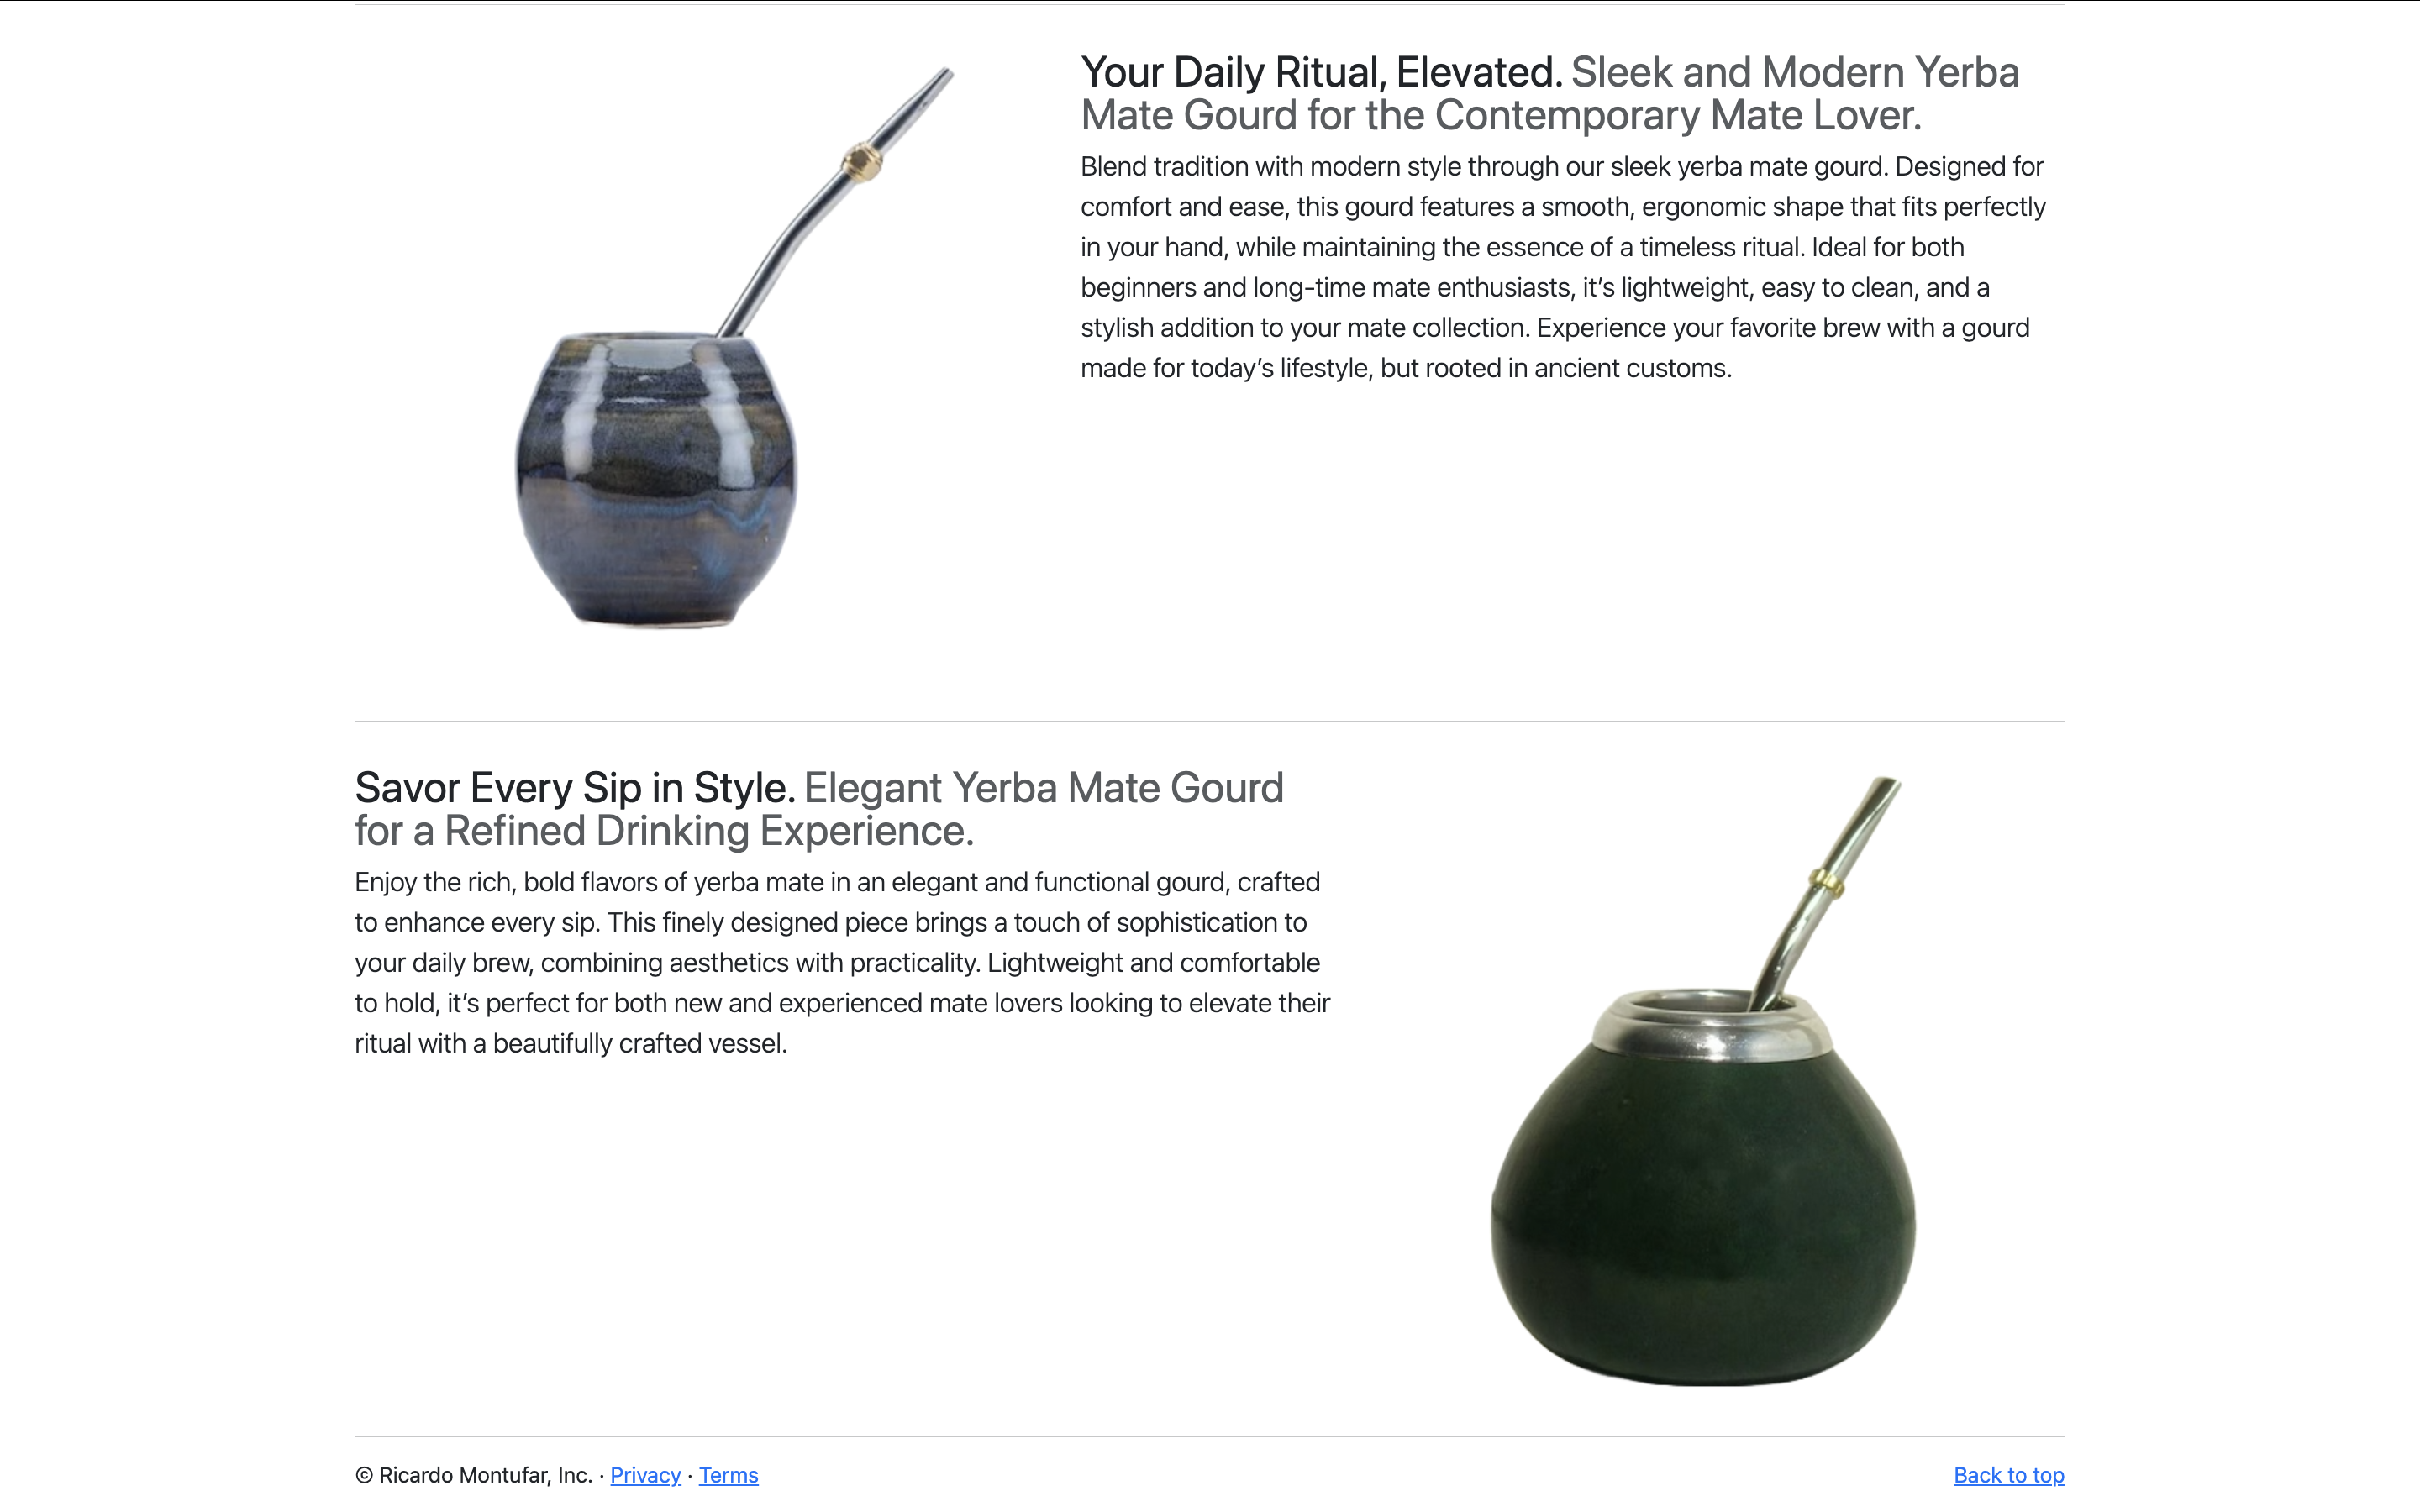 Your Daily Ritual, Elevated. Sleek and Modern Yerba
Mate Gourd for the Contemporary Mate Lover.
Blend tradition with modern style through our sleek yerba mate gourd. Designed for
comfort and ease, this gourd features a smooth, ergonomic shape that fits perfectly
in your hand, while maintaining the essence of a timeless ritual. Ideal for both
beginners and long-time mate enthusiasts, it’s lightweight, easy to clean, and a
stylish addition to your mate collection. Experience your favorite brew with a gourd
made for today’s lifestyle, but rooted in ancient customs.
Savor Every Sip in Style. Elegant Yerba Mate Gourd
for a Refined Drinking Experience.
Enjoy the rich, bold flavors of yerba mate in an elegant and functional gourd, crafted
to enhance every sip. This finely designed piece brings a touch of sophistication to
your daily brew, combining aesthetics with practicality. Lightweight and comfortable
to hold, it’s perfect for both new and experienced mate lovers looking to elevate their
ritual with a beautifully crafted vessel.
© Ricardo Montufar, Inc. · Privacy · Terms
Back to top